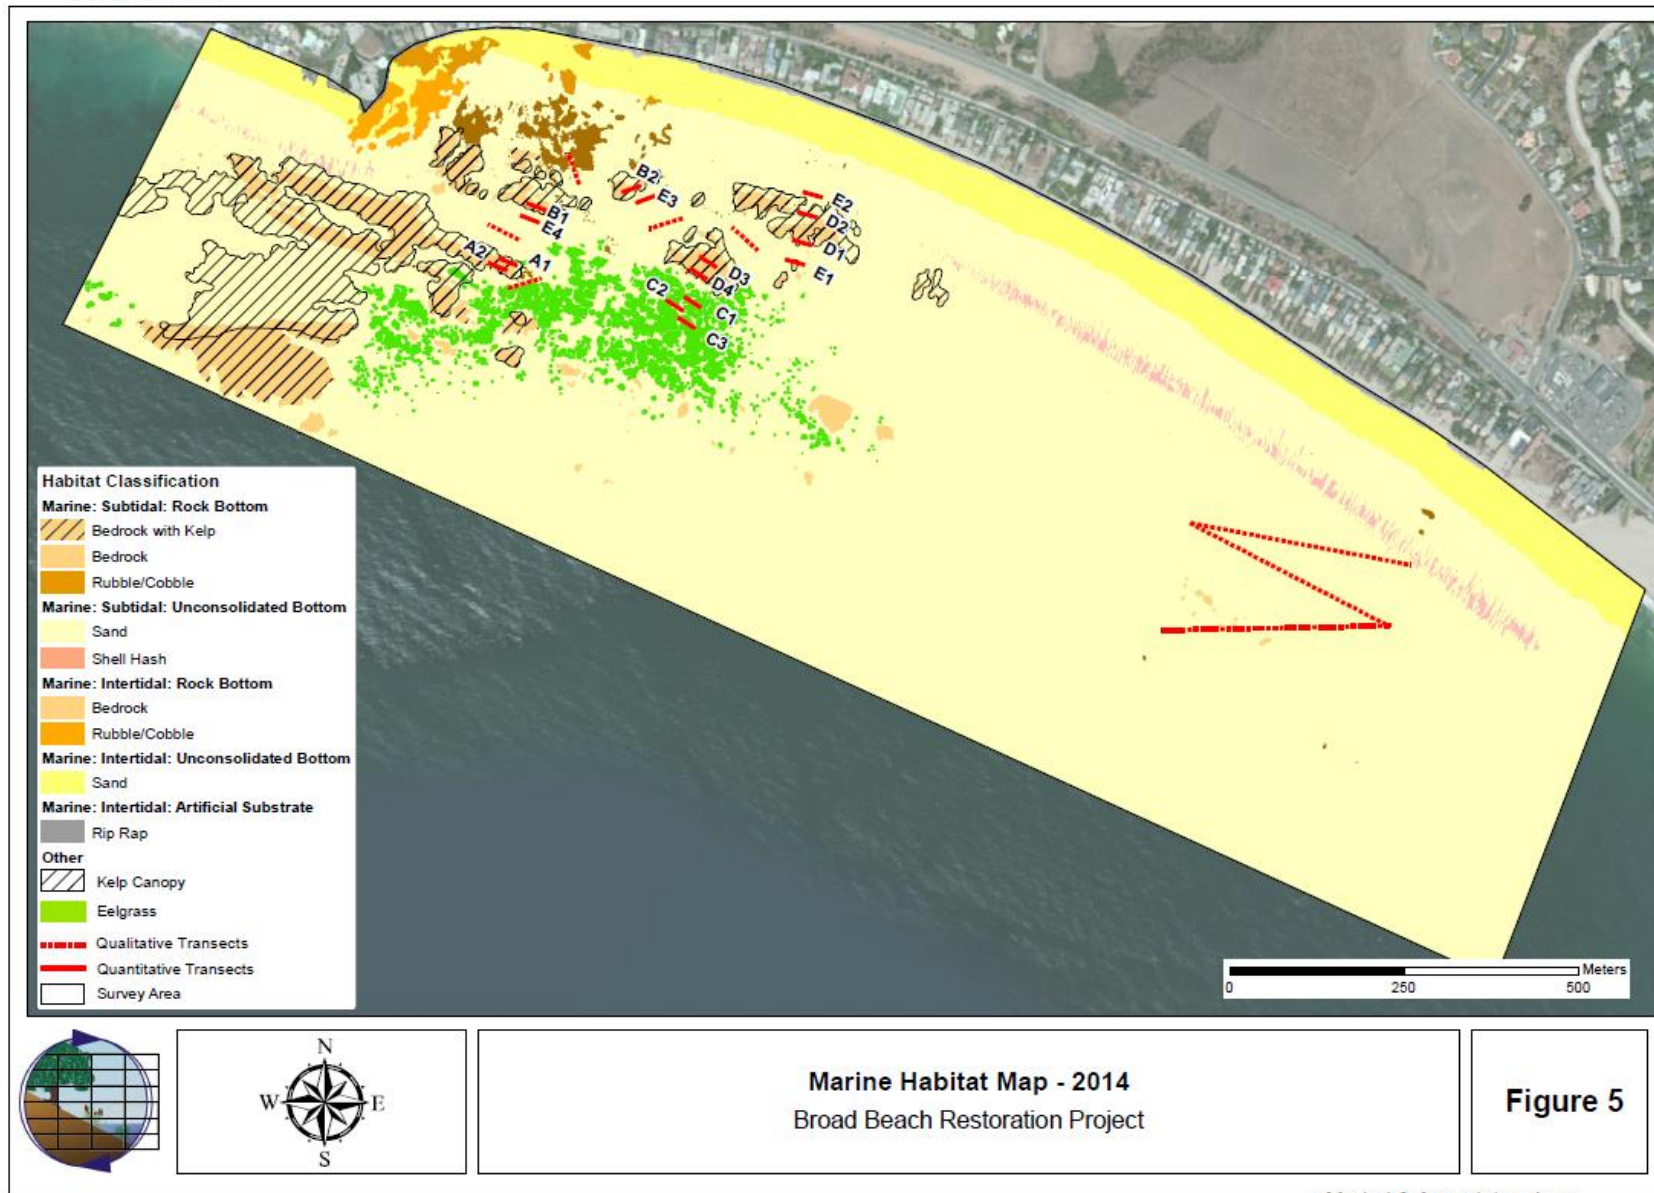 B2
E3
E2
B1
D2
E4
D1
A2
A1
D3
E1
D4
C2
C1
C3
Habitat Classification
Marine: Subtidal: Rock Bottom
Bedrock with Kelp
Bedrock
Rubble/Cobble
Marine: Subtidal: Unconsolidated Bottom
Sand
Shell Hash
Marine: Intertidal: Rock Bottom
Bedrock
Rubble/Cobble
Marine: Intertidal: Unconsolidated Bottom
Sand
Marine: Intertidal: Artificial Substrate
Rip Rap
Other
Kelp Canopy
Eelgrass
Qualitative Transects
Quantitative Transects
Survey Area
Meters
0 250 500
N
W E
S
Marine Habitat Map - 2014
Broad Beach Restoration Project
Figure 5